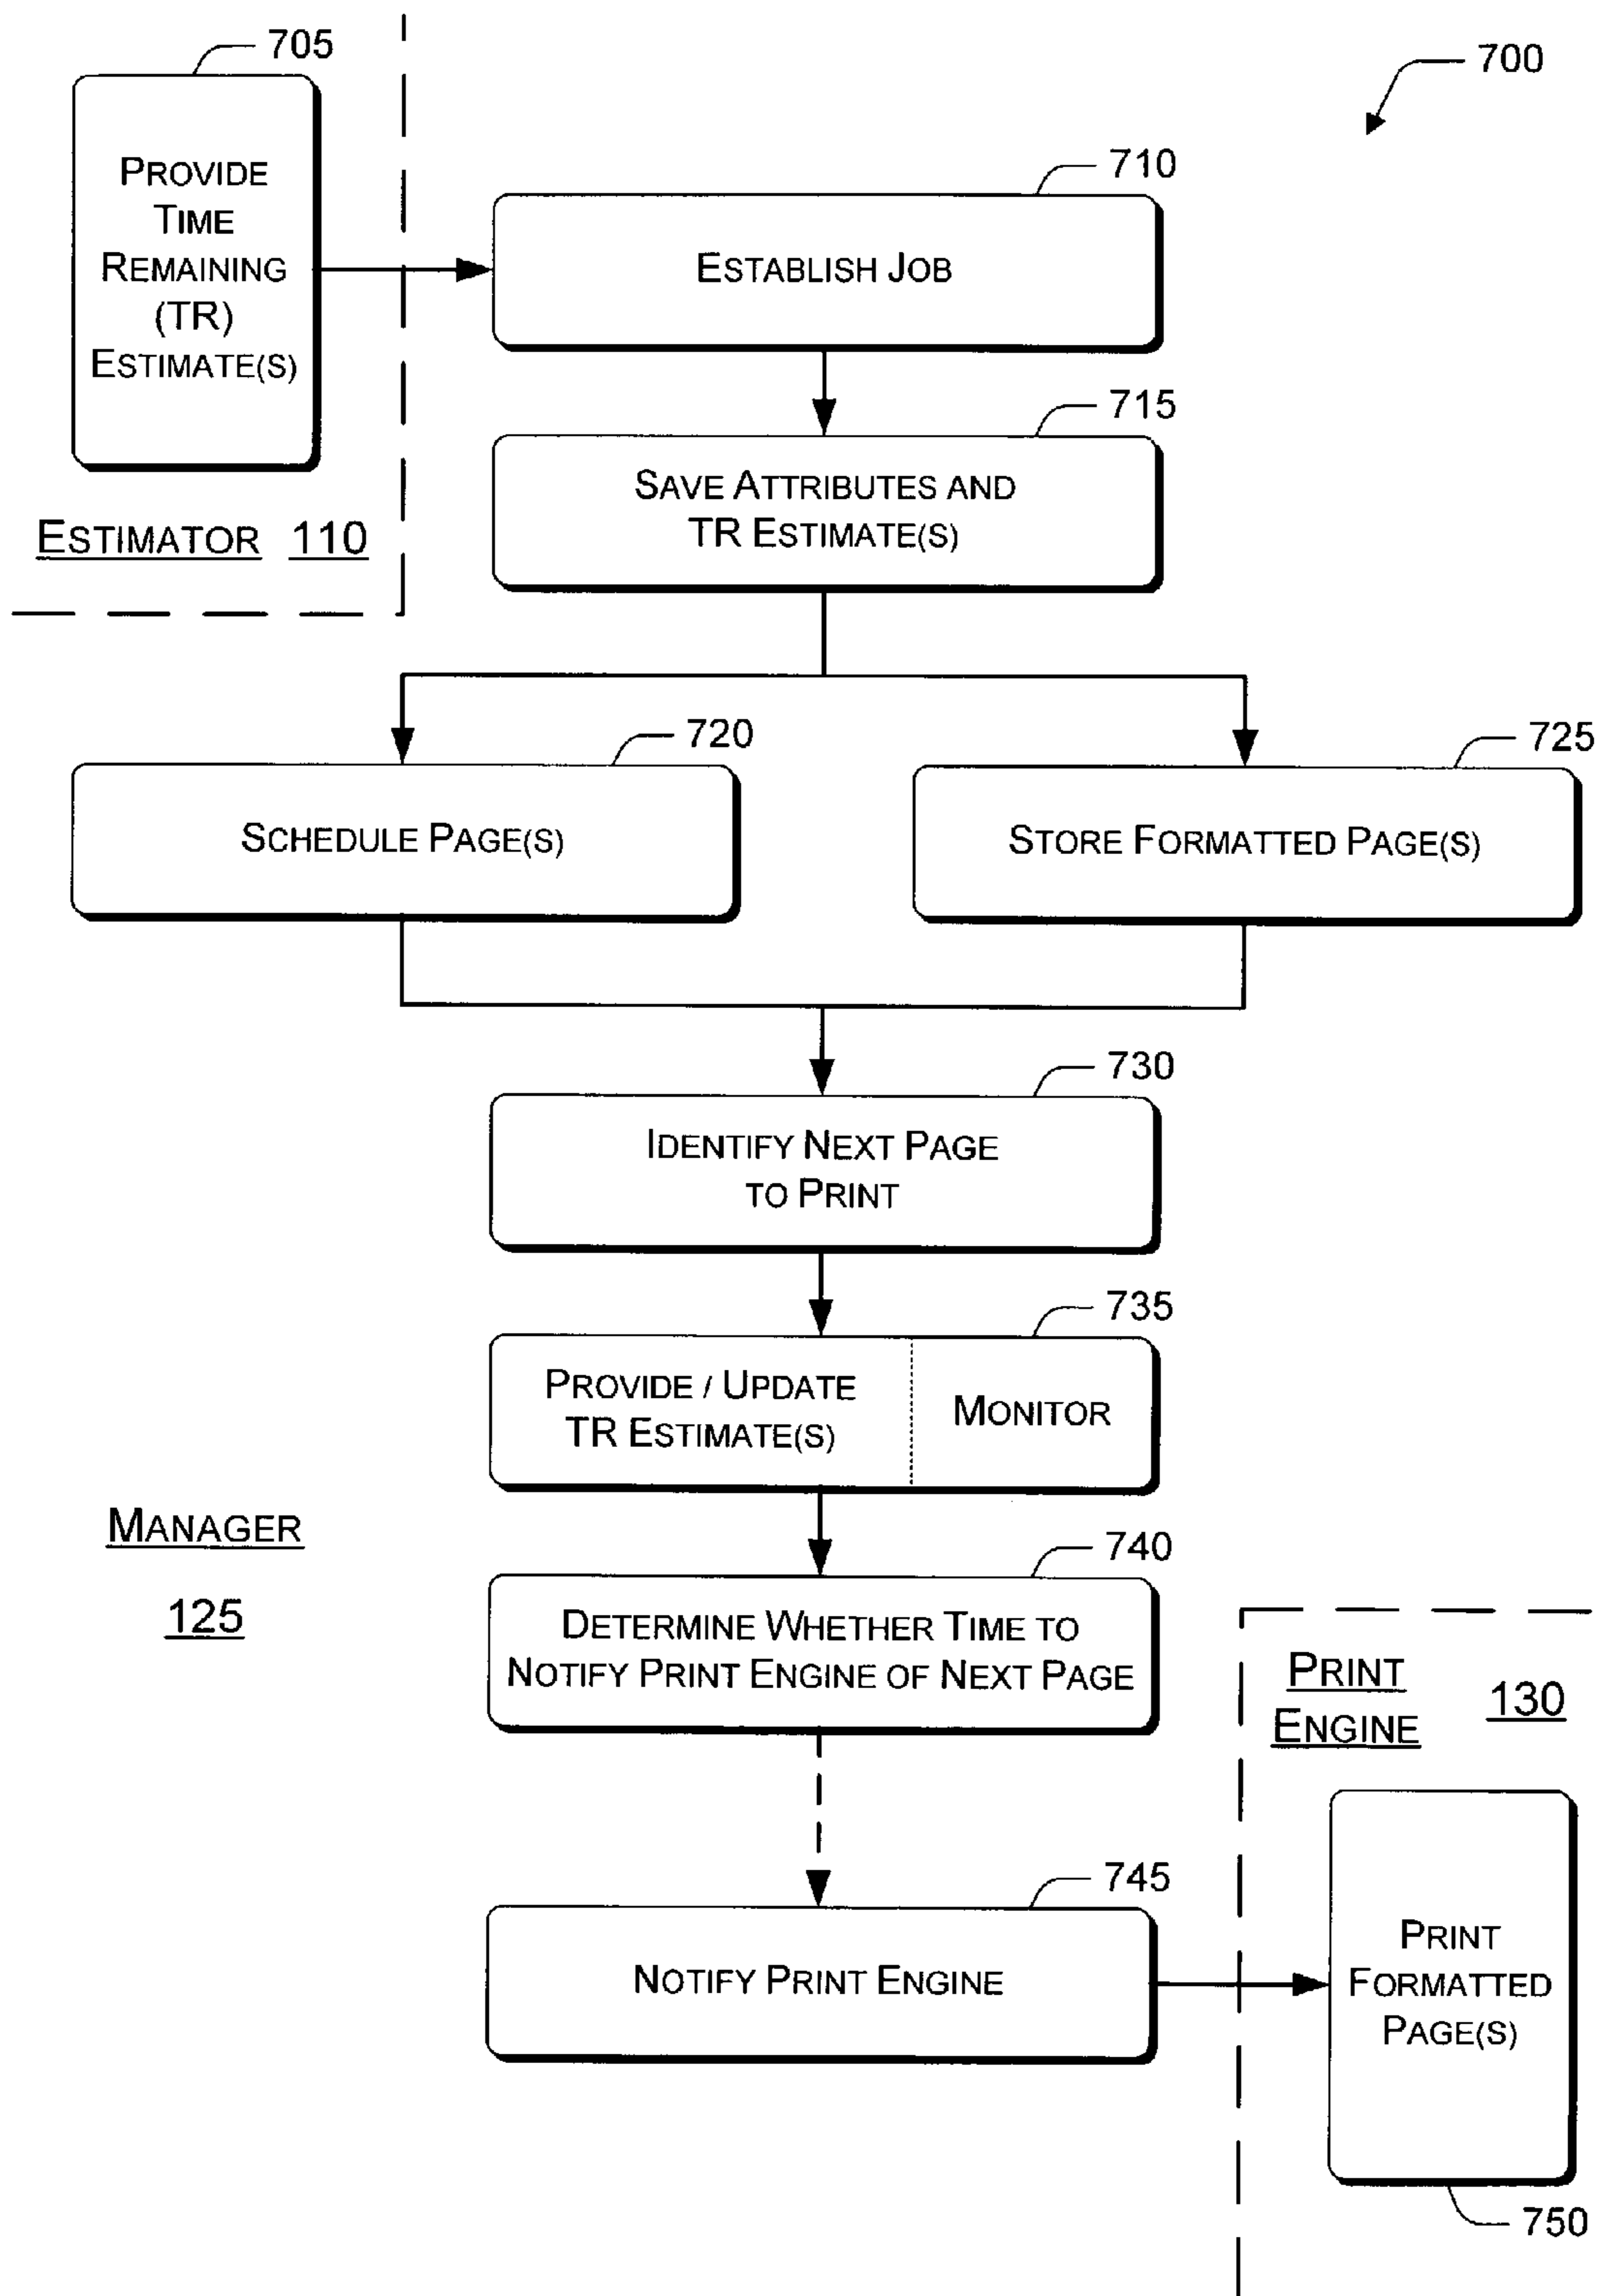 705
700
PROVIDE
TIME
REMAINING
(TR)
ESTIMATE(S)
ESTIMATOR 110
710
ESTABLISH JOB
715
SAVE ATTRIBUTES AND
TR ESTIMATE(S)
720
SCHEDULE PAGE(S)
725
STORE FORMATTED PAGE(S)
730
IDENTIFY NEXT PAGE
TO PRINT
735
PROVIDE / UPDATE
TR ESTIMATE(S)
MONITOR
MANAGER
125
740
DETERMINE WHETHER TIME TO
NOTIFY PRINT ENGINE OF NEXT PAGE
PRINT
ENGINE
130
745
NOTIFY PRINT ENGINE
PRINT
FORMATTED
PAGE(S)
750